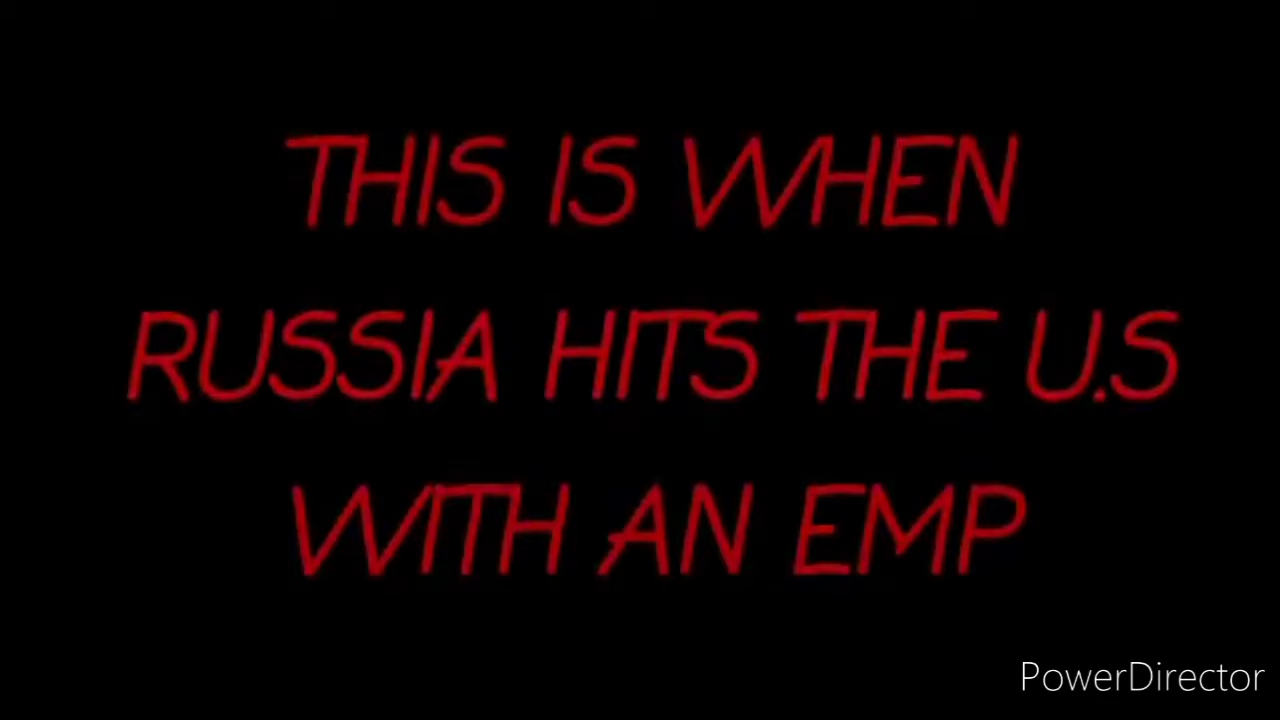 THIS IS WHEN
RUSSIA HITS THE U.S
WITH AN EMP
PowerDirector